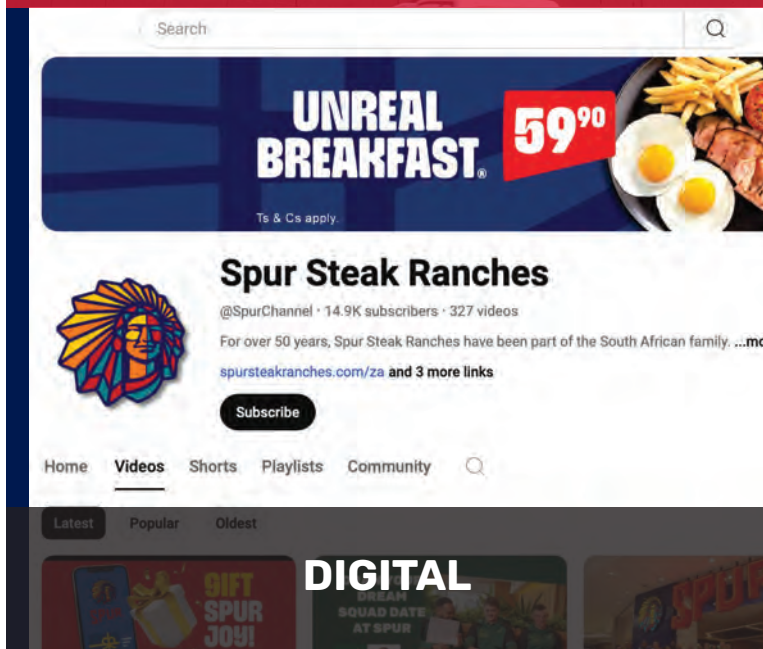 Search
UNREAL
BREAKFAST®
59⁹⁰
Ts & Cs apply.
Spur Steak Ranches
@SpurChannel · 14.9K subscribers · 327 videos
For over 50 years, Spur Steak Ranches have been part of the South African family. ...mo
spursteakranches.com/za and 3 more links
Subscribe
Home Videos Shorts Playlists Community
Latest Popular Oldest
GIFT
SPUR
JOY!
DREAM
SQUAD DATE
AT SPUR
SPUR
DIGITAL